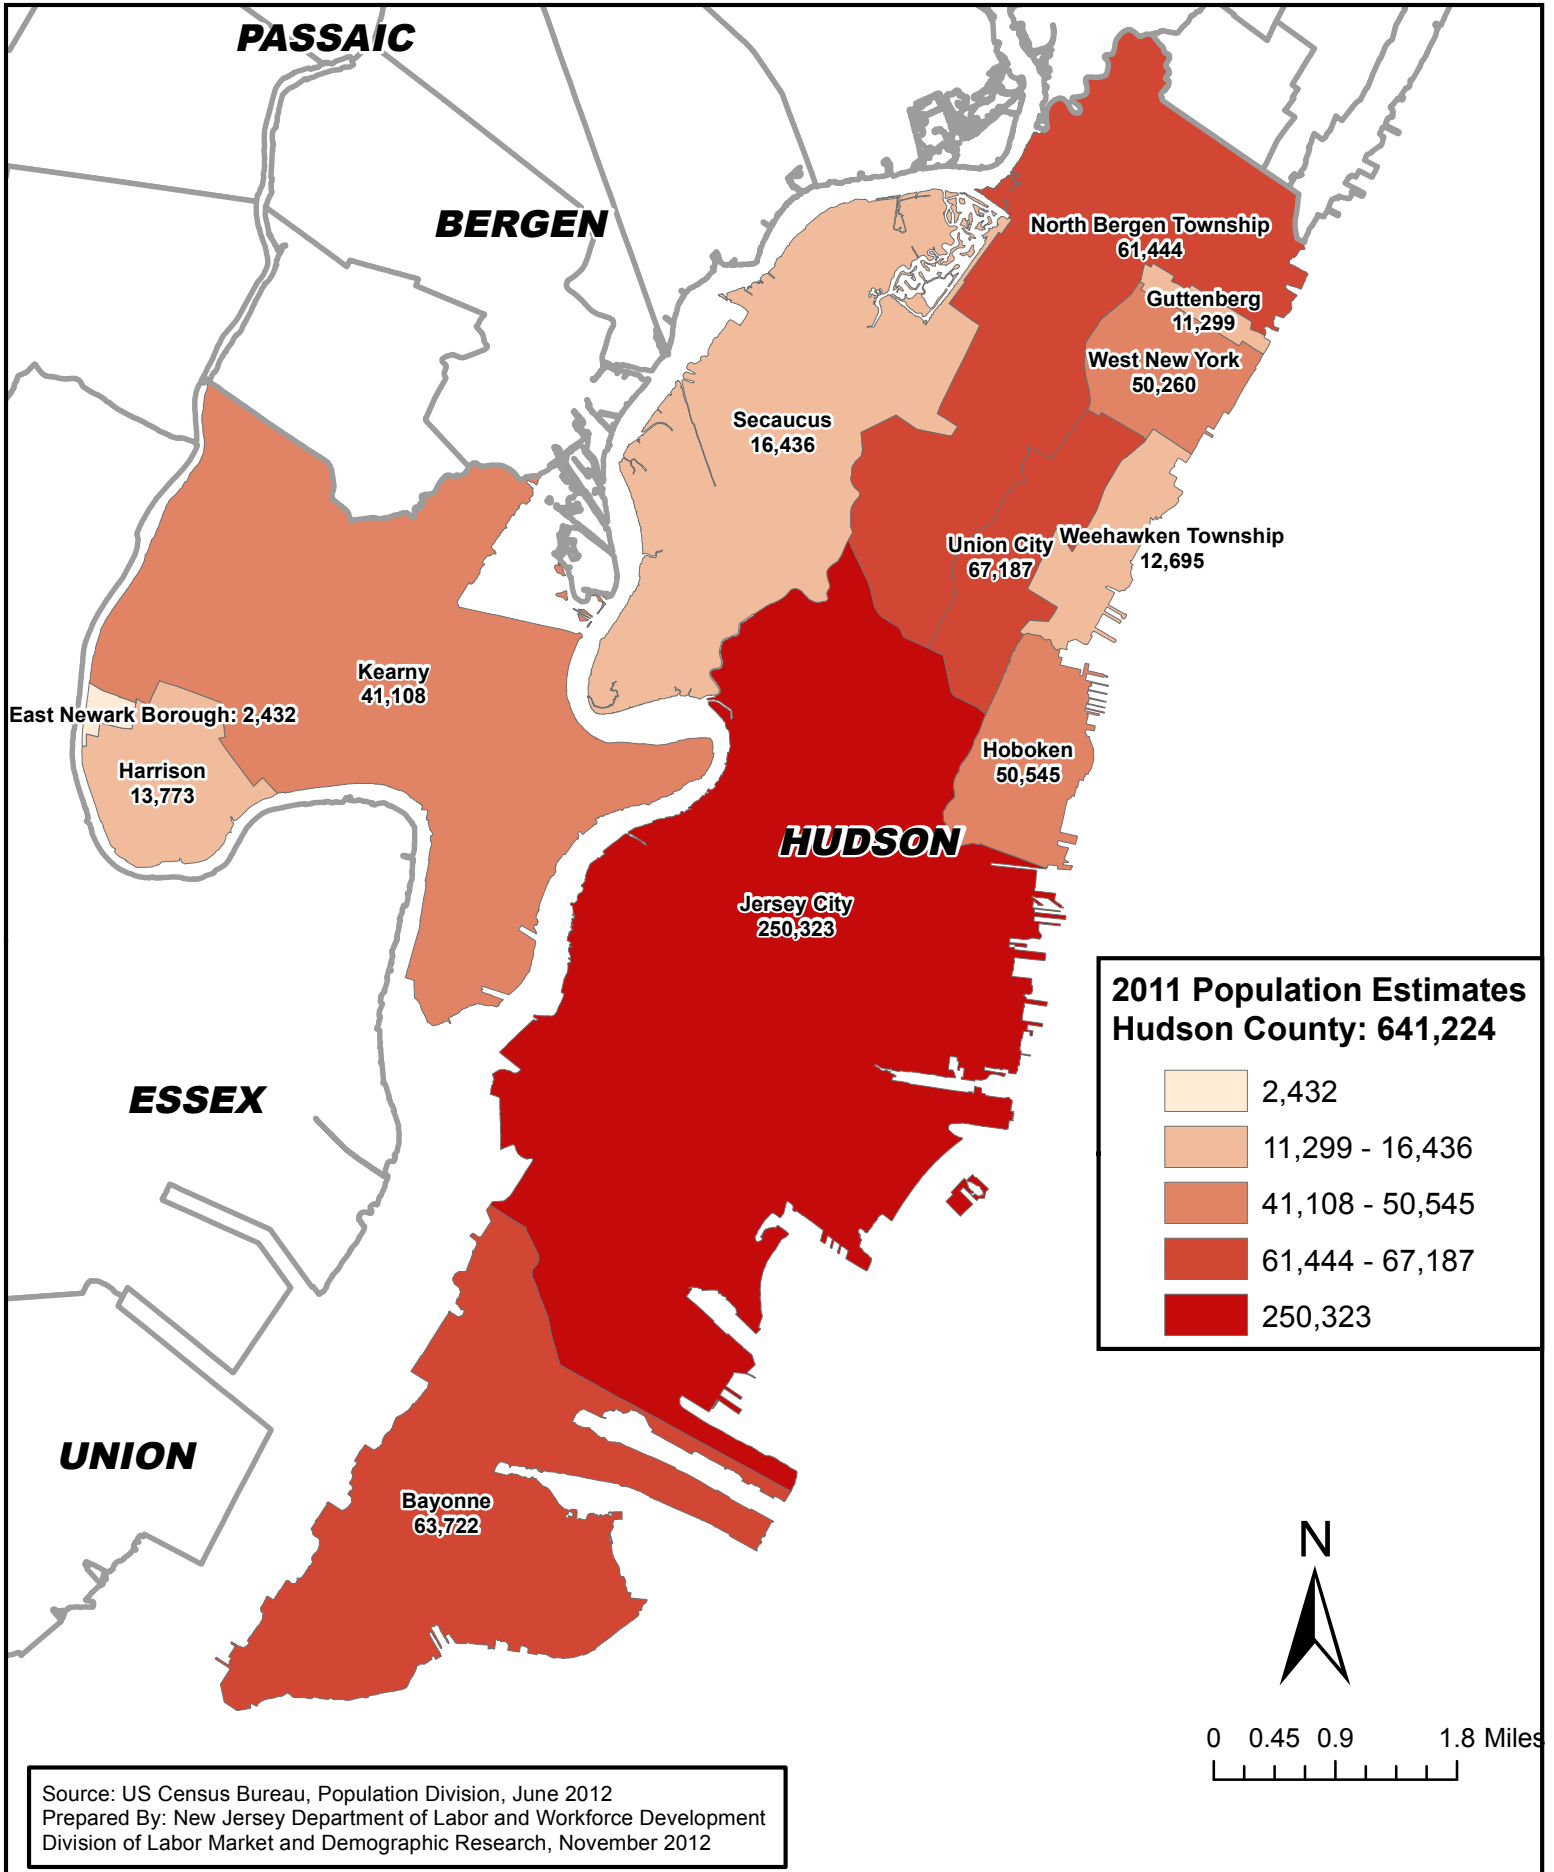 PASSAIC
BERGEN
North Bergen Township
61,444
Guttenberg
11,299
West New York
50,260
Secaucus
16,436
Union City
67,187
Weehawken Township
12,695
Kearny
41,108
East Newark Borough: 2,432
Harrison
13,773
Hoboken
50,545
HUDSON
Jersey City
250,323
2011 Population Estimates
Hudson County: 641,224
2,432
11,299 - 16,436
41,108 - 50,545
61,444 - 67,187
250,323
ESSEX
UNION
Bayonne
63,722
N
0 0.45 0.9 1.8 Miles
Source: US Census Bureau, Population Division, June 2012
Prepared By: New Jersey Department of Labor and Workforce Development
Division of Labor Market and Demographic Research, November 2012